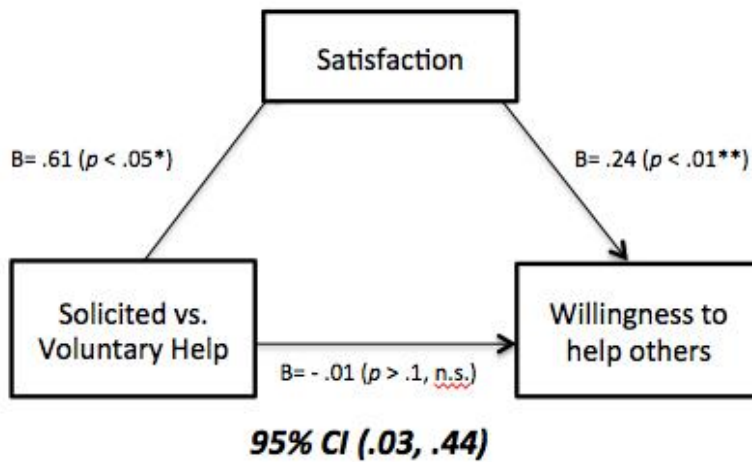 Satisfaction
B= .61 (p < .05*)
B= .24 (p < .01**)
Solicited vs.
Voluntary Help
Willingness to
help others
B= - .01 (p > .1, n.s.)
95% CI (.03, .44)